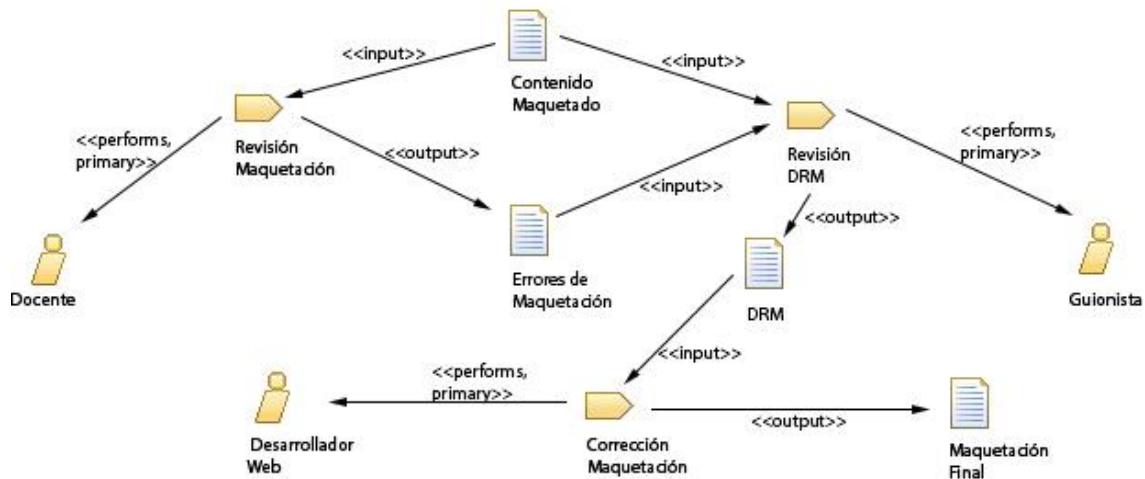 <<input>>
<<input>>
Contenido
Maquetado
<<performs,
primary>>
Revisión
Maquetación
<<output>>
<<input>>
Revisión
DRM
<<performs,
primary>>
<<output>>
Docente
Errores de
Maquetación
DRM
Guionista
<<input>>
<<performs,
primary>>
<<output>>
Desarrollador
Web
Corrección
Maquetación
Maquetación
Final